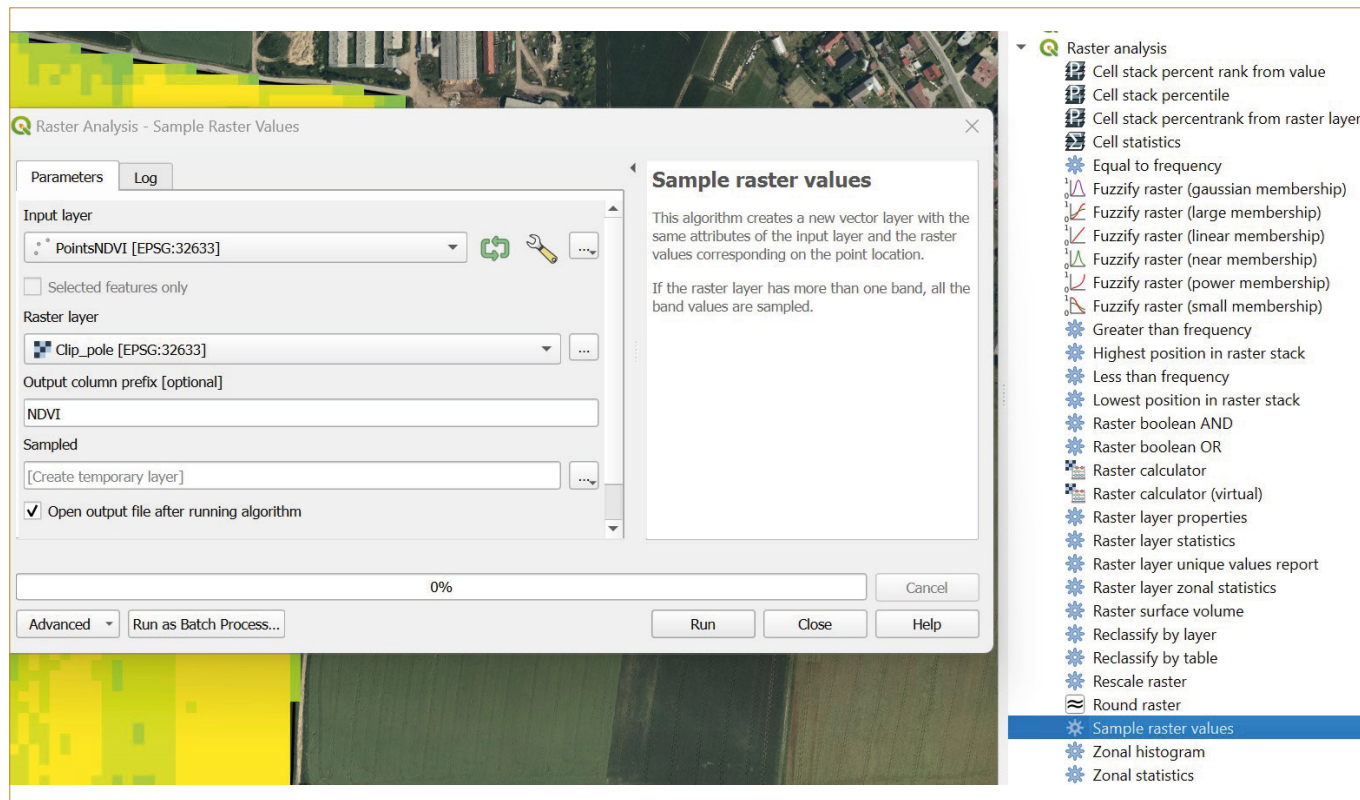 Raster Analysis - Sample Raster Values
Parameters
Log
Input layer
PointsNDVI [EPSG:32633]
...
Selected features only
Raster layer
Clip_pole [EPSG:32633]
...
Output column prefix [optional]
NDVI
Sampled
[Create temporary layer]
...
Open output file after running algorithm
Sample raster values
This algorithm creates a new vector layer with the
same attributes of the input layer and the raster
values corresponding on the point location.
If the raster layer has more than one band, all the
band values are sampled.
0%
Cancel
Advanced
Run as Batch Process...
Run
Close
Help
Raster analysis
Cell stack percent rank from value
Cell stack percentile
Cell stack percentrank from raster layer
Cell statistics
Equal to frequency
Fuzzify raster (gaussian membership)
Fuzzify raster (large membership)
Fuzzify raster (linear membership)
Fuzzify raster (near membership)
Fuzzify raster (power membership)
Fuzzify raster (small membership)
Greater than frequency
Highest position in raster stack
Less than frequency
Lowest position in raster stack
Raster boolean AND
Raster boolean OR
Raster calculator
Raster calculator (virtual)
Raster layer properties
Raster layer statistics
Raster layer unique values report
Raster layer zonal statistics
Raster surface volume
Reclassify by layer
Reclassify by table
Rescale raster
Round raster
Sample raster values
Zonal histogram
Zonal statistics